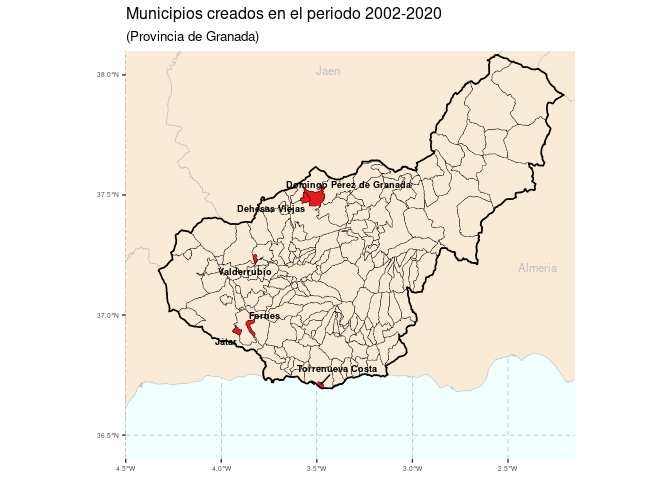 Municipios creados en el periodo 2002-2020
(Provincia de Granada)
38.0°N
Jaen
Domingo Pérez de Granada
37.5°N
Dehesas Viejas
Almeria
Valderrubio
37.0°N
Fornes
Játar
Torrenueva Costa
36.5°N
4.5°W
4.0°W
3.5°W
3.0°W
2.5°W